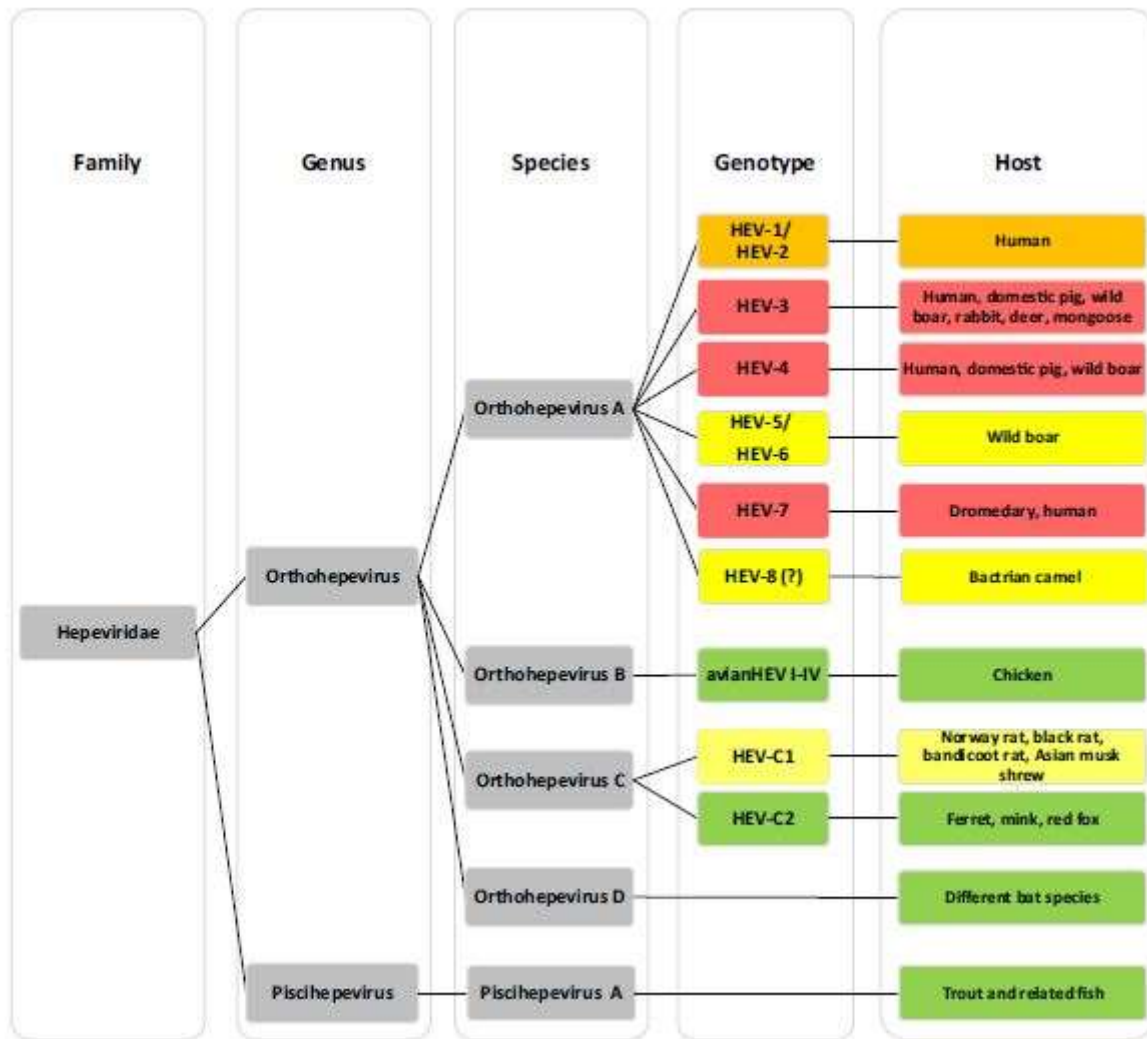 Family
Genus
Species
Genotype
Host
HEV-1/
HEV-2
Human
HEV-3
Human, domestic pig, wild
boar, rabbit, deer, mongoose
HEV-4
Human, domestic pig, wild boar
Orthohepevirus A
HEV-5/
HEV-6
Wild boar
HEV-7
Dromedary, human
HEV-8 (?)
Bactrian camel
Orthohepevirus
Hepeviridae
Orthohepevirus B
avianHEV I-IV
Chicken
HEV-C1
Norway rat, black rat,
bandicoot rat, Asian musk
shrew
Orthohepevirus C
HEV-C2
Ferret, mink, red fox
Orthohepevirus D
Different bat species
Piscihepevirus
Piscihepevirus A
Trout and related fish